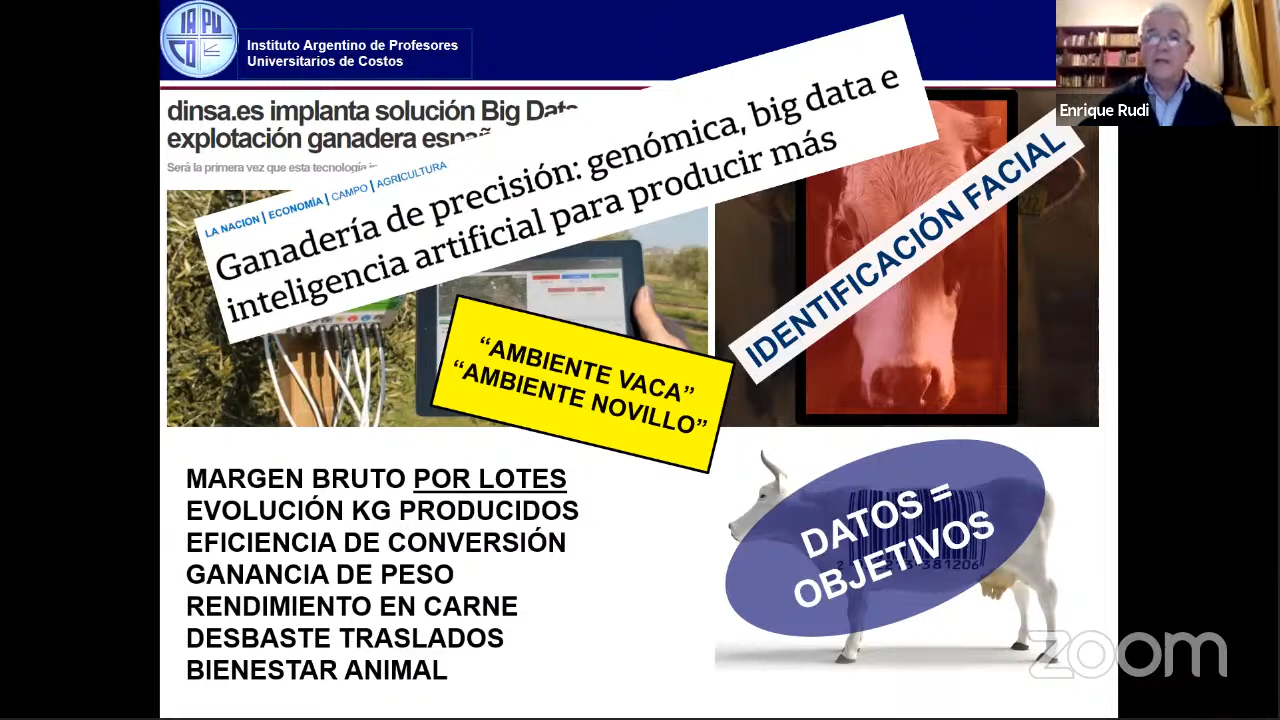 IAPUCO
Instituto Argentino de Profesores
Universitarios de Costos
Enrique Rudi
dinsa.es implanta solución Big Data
explotación ganadera
Será la primera vez que esta tecnología
LA NACION | ECONOMÍA | CAMPO | AGRICULTURA
Ganadería de precisión: genómica, big data e
inteligencia artificial para producir más
IDENTIFICACIÓN FACIAL
“AMBIENTE VACA”
“AMBIENTE NOVILLO”
MARGEN BRUTO POR LOTES
EVOLUCIÓN KG PRODUCIDOS
EFICIENCIA DE CONVERSIÓN
GANANCIA DE PESO
RENDIMIENTO EN CARNE
DESBASTE TRASLADOS
BIENESTAR ANIMAL
DATOS =
OBJETIVOS
zoom